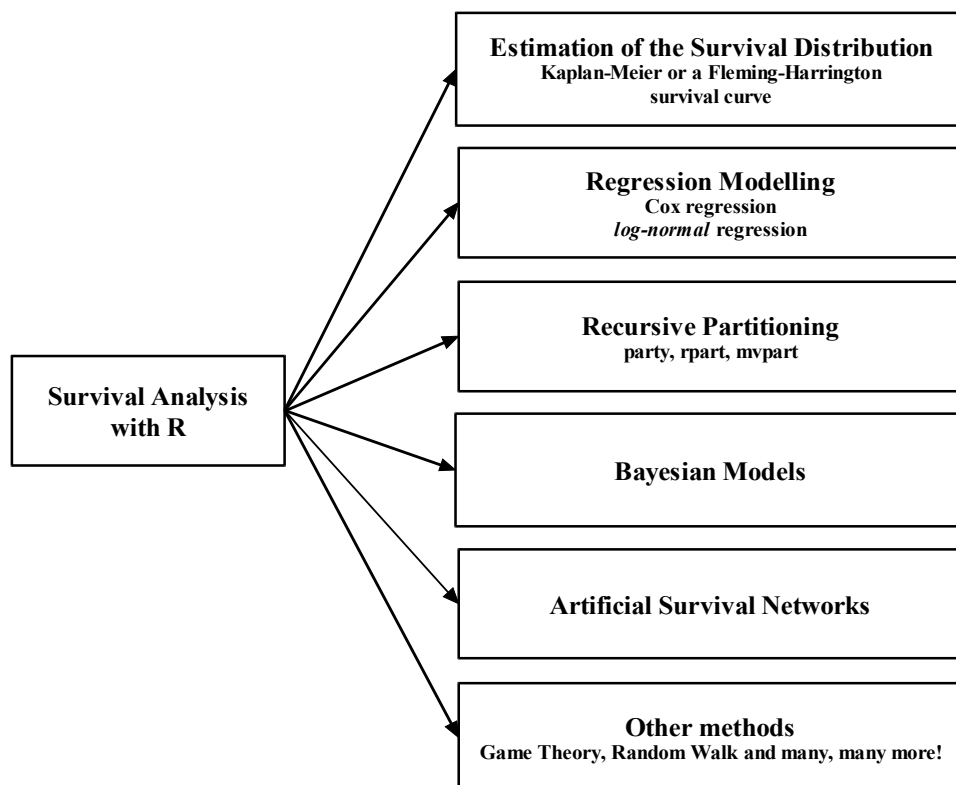 Estimation of the Survival Distribution
Kaplan-Meier or a Fleming-Harrington
survival curve
Regression Modelling
Cox regression
log-normal regression
Recursive Partitioning
party, rpart, mvpart
Survival Analysis
with R
Bayesian Models
Artificial Survival Networks
Other methods
Game Theory, Random Walk and many, many more!